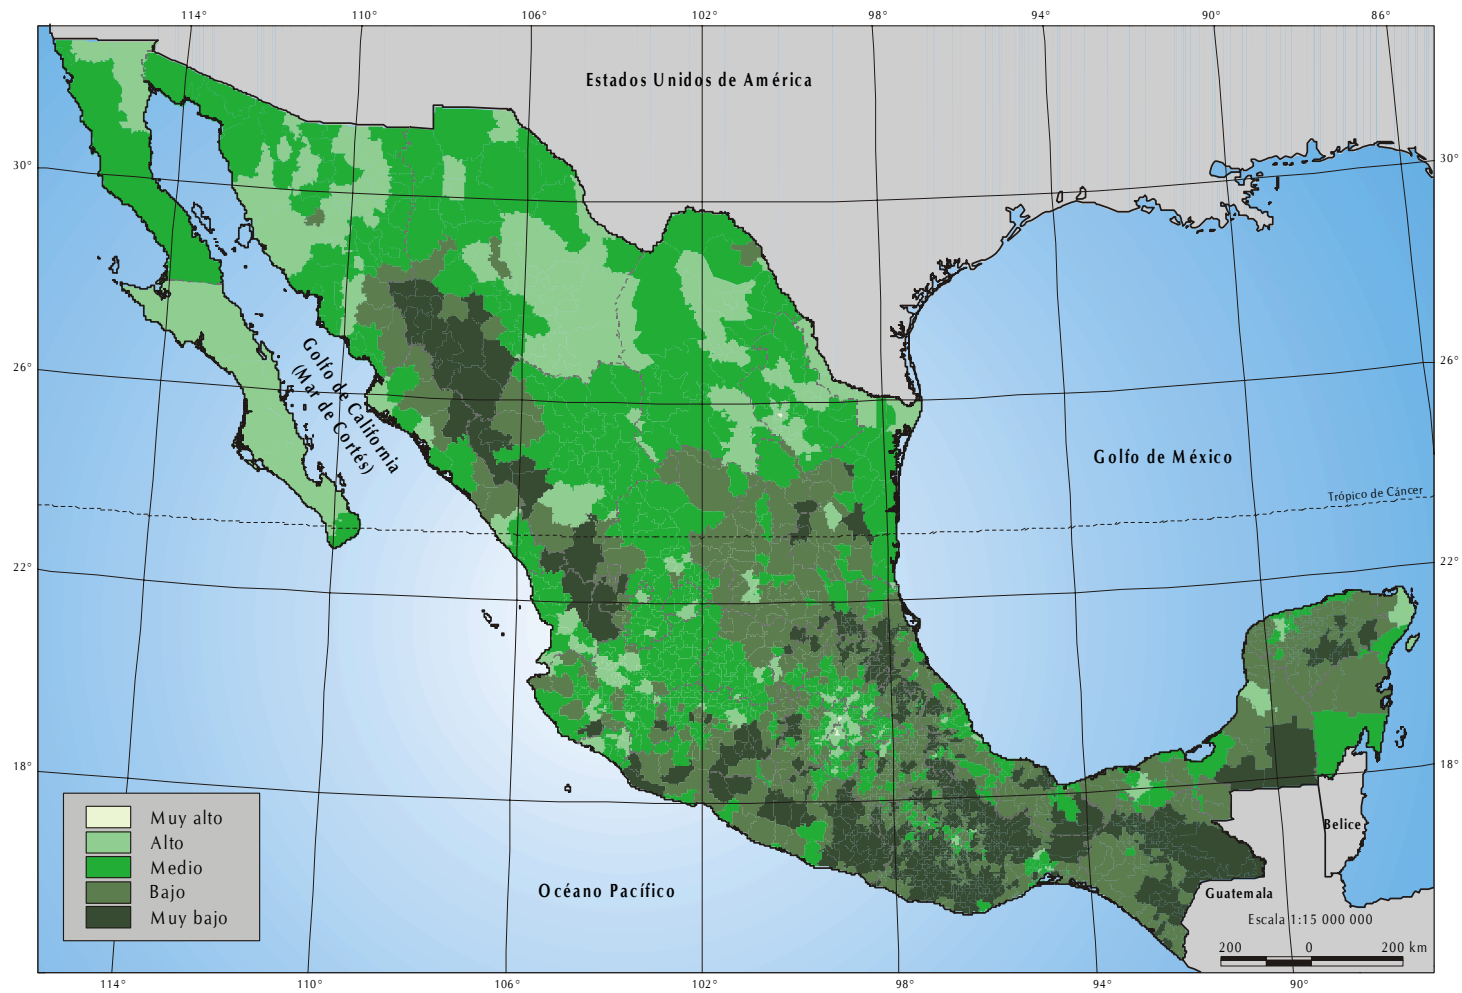 114° 110° 106° 102° 98° 94° 90° 86°
Estados Unidos de América
30° 30°
26° 26°
Golfo de California
(Mar de Cortés)
Golfo de México
Trópico de Cáncer
22° 22°
18° 18°
Muy alto
Alto
Medio
Bajo
Muy bajo
Belice
Océano Pacífico
Guatemala
Escala 1:15 000 000
200 0 200 km
114° 110° 106° 102° 98° 94° 90°